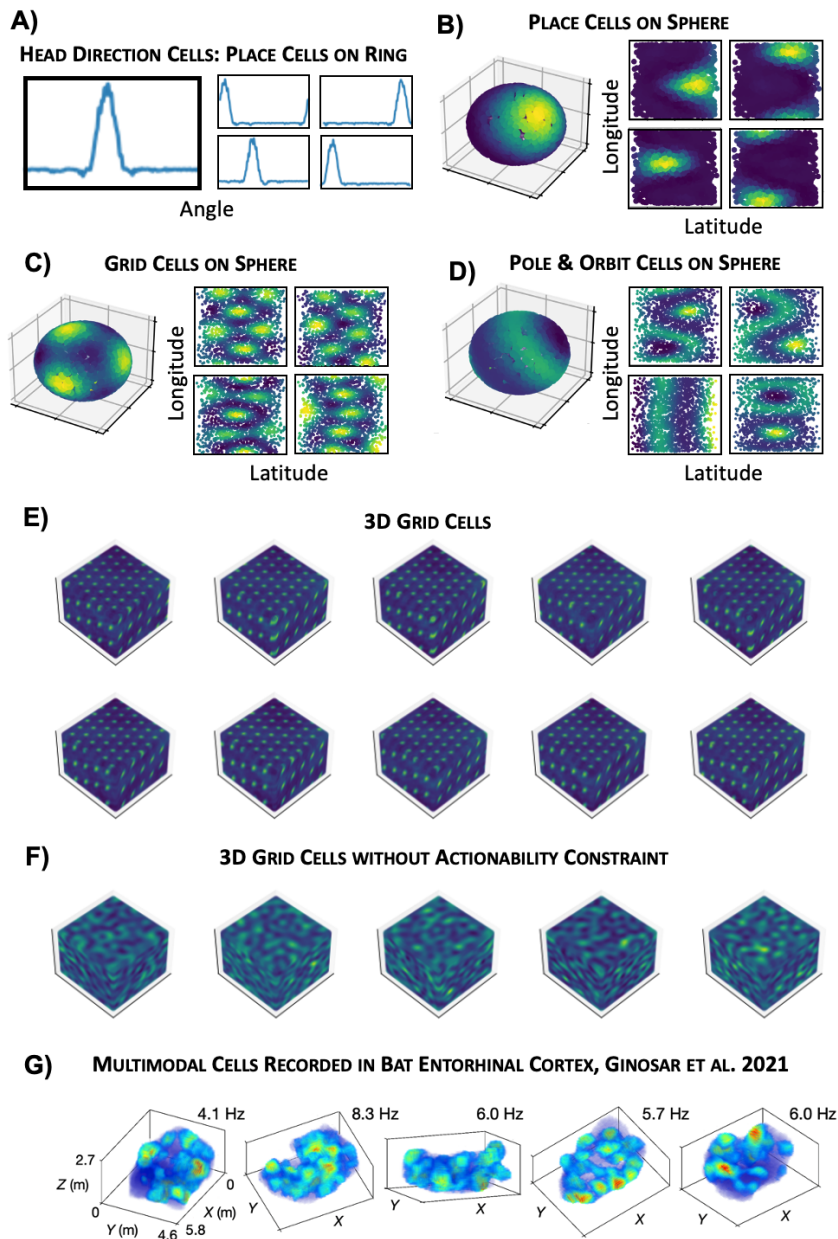 A)
HEAD DIRECTION CELLS: PLACE CELLS ON RING
Angle
B)
PLACE CELLS ON SPHERE
Longitude
Latitude
C)
GRID CELLS ON SPHERE
Longitude
Latitude
D)
POLE & ORBIT CELLS ON SPHERE
Longitude
Latitude
E)
3D GRID CELLS
F)
3D GRID CELLS WITHOUT ACTIONABILITY CONSTRAINT
G)
MULTIMODAL CELLS RECORDED IN BAT ENTORHINAL CORTEX, GINOSAR ET AL. 2021
4.1 Hz
8.3 Hz
6.0 Hz
5.7 Hz
6.0 Hz
2.7
Z (m)
0
Y (m)
4.6
5.8
X (m)
0
Y
X
Y
X
Y
X
Y
X